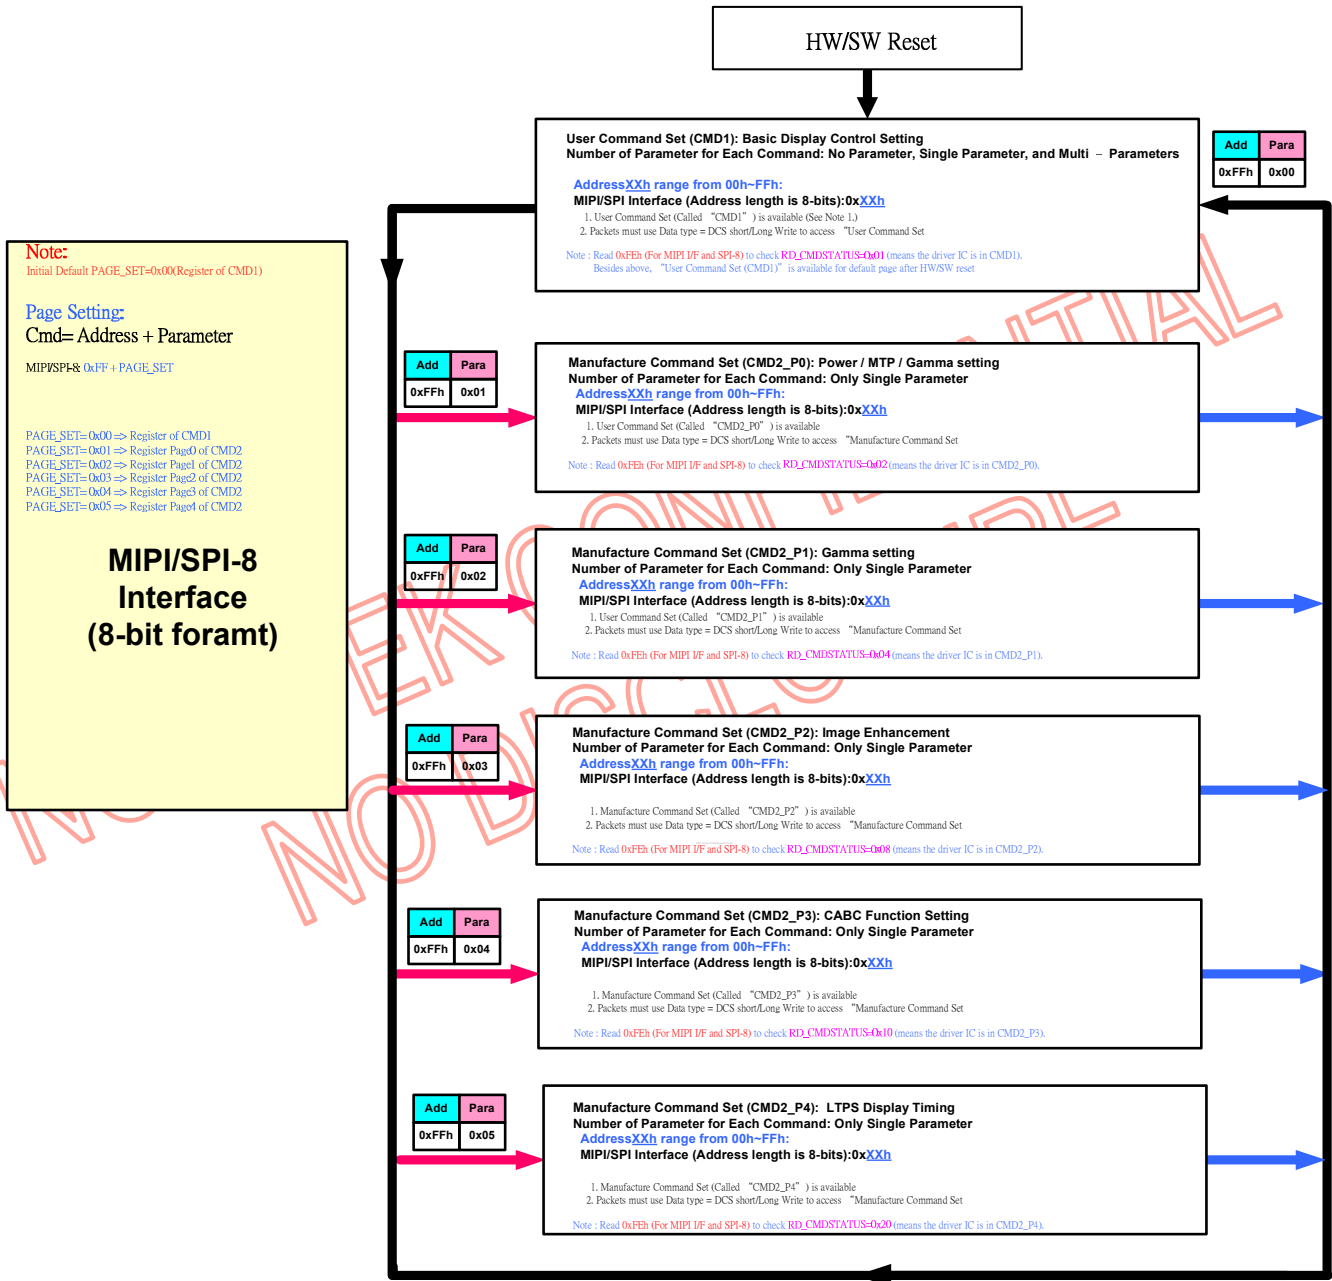 HW/SW Reset
User Command Set (CMD1): Basic Display Control Setting
Number of Parameter for Each Command: No Parameter, Single Parameter, and Multi – Parameters
AddressXXh range from 00h~FFh:
MIPI/SPI Interface (Address length is 8-bits):0xXXh
1. User Command Set (Called “CMD1”) is available (See Note 1.)
2. Packets must use Data type = DCS short/Long Write to access “User Command Set
Note : Read 0xFEh (For MIPI I/F and SPI-8) to check RD_CMDSTATUS=0x01 (means the driver IC is in CMD1).
Besides above, “User Command Set (CMD1)” is available for default page after HW/SW reset
Add Para
0xFFh 0x00
Note:
Initial Default PAGE_SET=0x00(Register of CMD1)
Page Setting:
Cmd= Address + Parameter
MIPI/SPI-8: 0xFF + PAGE_SET
PAGE_SET= 0x00 => Register of CMD1
PAGE_SET= 0x01 => Register Page0 of CMD2
PAGE_SET= 0x02 => Register Page1 of CMD2
PAGE_SET= 0x03 => Register Page2 of CMD2
PAGE_SET= 0x04 => Register Page3 of CMD2
PAGE_SET= 0x05 => Register Page4 of CMD2
MIPI/SPI-8
Interface
(8-bit foramt)
Add Para
0xFFh 0x01
Manufacture Command Set (CMD2_P0): Power / MTP / Gamma setting
Number of Parameter for Each Command: Only Single Parameter
AddressXXh range from 00h~FFh:
MIPI/SPI Interface (Address length is 8-bits):0xXXh
1. User Command Set (Called “CMD2_P0”) is available
2. Packets must use Data type = DCS short/Long Write to access “Manufacture Command Set
Note : Read 0xFEh (For MIPI I/F and SPI-8) to check RD_CMDSTATUS=0x02 (means the driver IC is in CMD2_P0).
Add Para
0xFFh 0x02
Manufacture Command Set (CMD2_P1): Gamma setting
Number of Parameter for Each Command: Only Single Parameter
AddressXXh range from 00h~FFh:
MIPI/SPI Interface (Address length is 8-bits):0xXXh
1. User Command Set (Called “CMD2_P1”) is available
2. Packets must use Data type = DCS short/Long Write to access “Manufacture Command Set
Note : Read 0xFEh (For MIPI I/F and SPI-8) to check RD_CMDSTATUS=0x04 (means the driver IC is in CMD2_P1).
Add Para
0xFFh 0x03
Manufacture Command Set (CMD2_P2): Image Enhancement
Number of Parameter for Each Command: Only Single Parameter
AddressXXh range from 00h~FFh:
MIPI/SPI Interface (Address length is 8-bits):0xXXh
1. Manufacture Command Set (Called “CMD2_P2”) is available
2. Packets must use Data type = DCS short/Long Write to access “Manufacture Command Set
Note : Read 0xFEh (For MIPI I/F and SPI-8) to check RD_CMDSTATUS=0x08 (means the driver IC is in CMD2_P2).
Add Para
0xFFh 0x04
Manufacture Command Set (CMD2_P3): CABC Function Setting
Number of Parameter for Each Command: Only Single Parameter
AddressXXh range from 00h~FFh:
MIPI/SPI Interface (Address length is 8-bits):0xXXh
1. Manufacture Command Set (Called “CMD2_P3”) is available
2. Packets must use Data type = DCS short/Long Write to access “Manufacture Command Set
Note : Read 0xFEh (For MIPI I/F and SPI-8) to check RD_CMDSTATUS=0x10 (means the driver IC is in CMD2_P3).
Add Para
0xFFh 0x05
Manufacture Command Set (CMD2_P4): LTPS Display Timing
Number of Parameter for Each Command: Only Single Parameter
AddressXXh range from 00h~FFh:
MIPI/SPI Interface (Address length is 8-bits):0xXXh
1. Manufacture Command Set (Called “CMD2_P4”) is available
2. Packets must use Data type = DCS short/Long Write to access “Manufacture Command Set
Note : Read 0xFEh (For MIPI I/F and SPI-8) to check RD_CMDSTATUS=0x20 (means the driver IC is in CMD2_P4).
NO